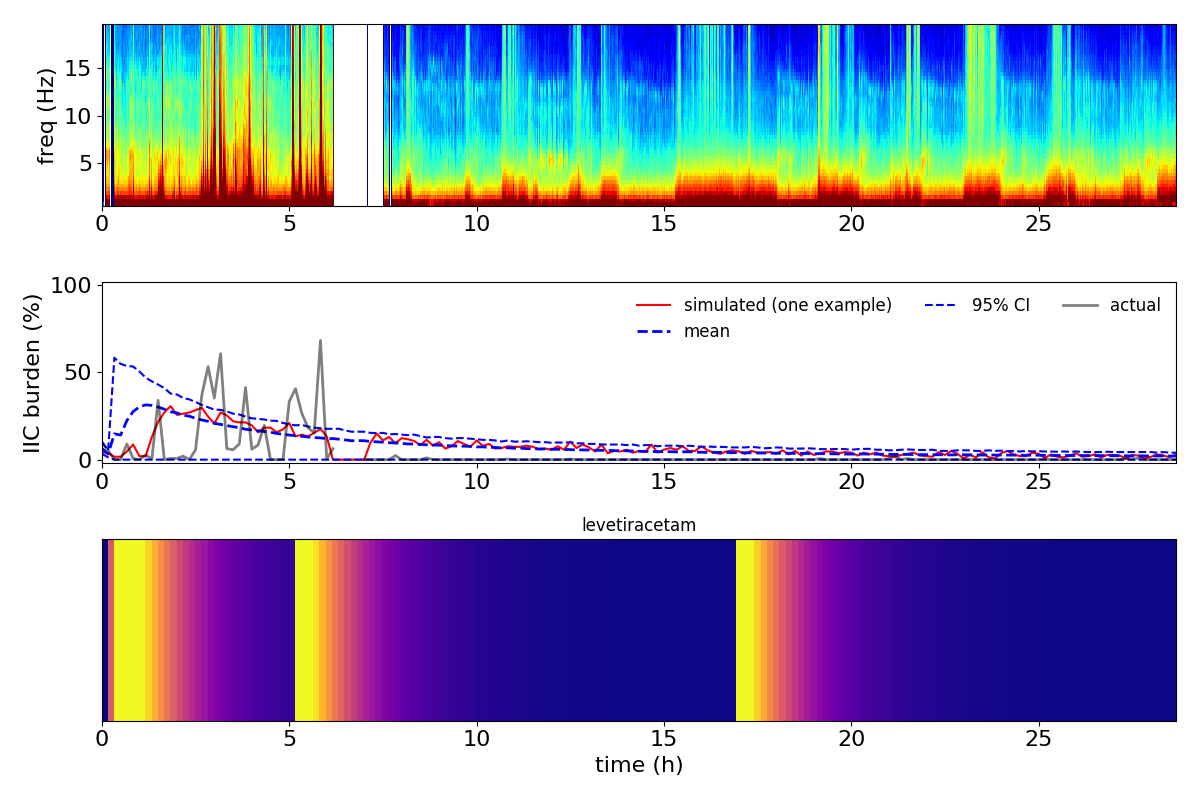 freq (Hz)
15
10
5
0 5 10 15 20 25
IIC burden (%)
100
50
0
simulated (one example) 95% CI actual
mean
0 5 10 15 20 25
levetiracetam
0 5 10 15 20 25
time (h)